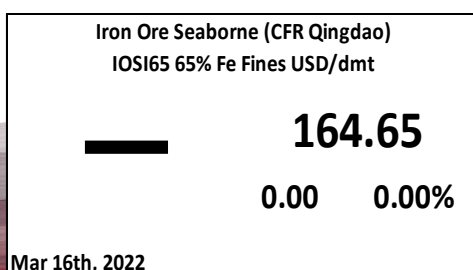 Iron Ore Seaborne (CFR Qingdao)
IOSI65 65% Fe Fines USD/dmt
164.65
0.00 0.00%
Mar 16th, 2022